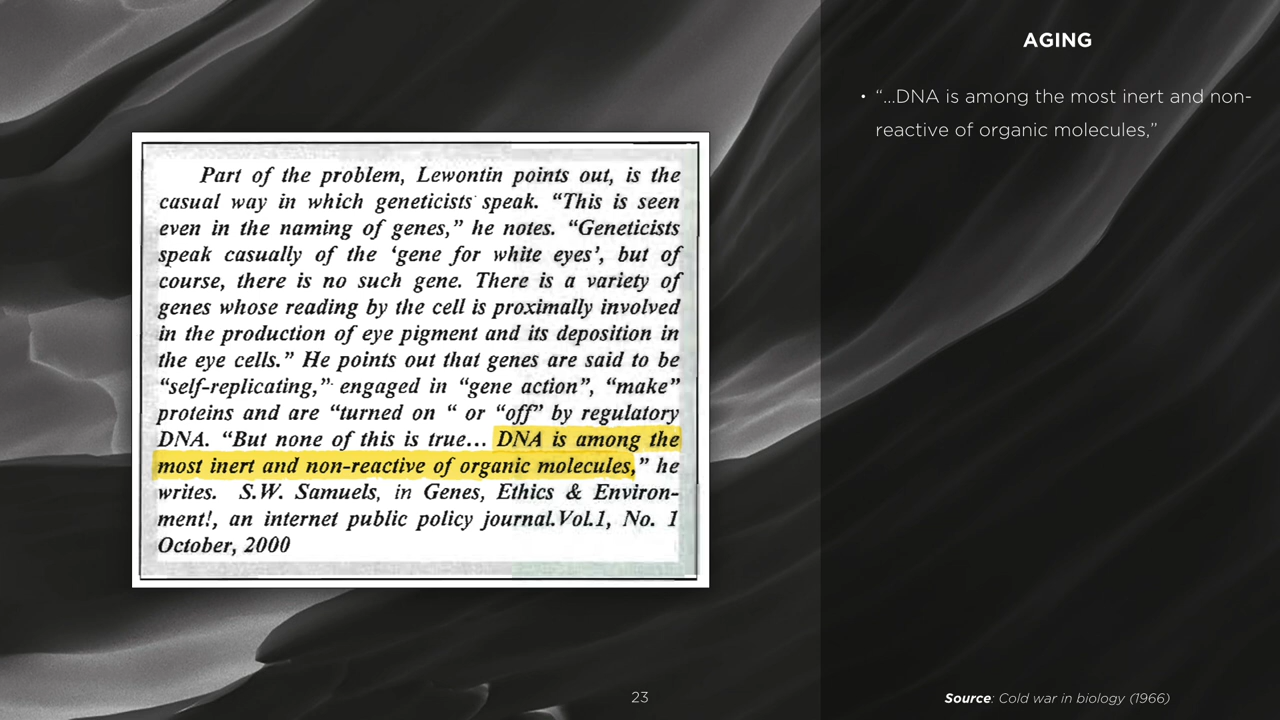 Part of the problem, Lewontin points out, is the
casual way in which geneticists speak. “This is seen
even in the naming of genes,” he notes. “Geneticists
speak casually of the ‘gene for white eyes’, but of
course, there is no such gene. There is a variety of
genes whose reading by the cell is proximally involved
in the production of eye pigment and its deposition in
the eye cells.” He points out that genes are said to be
“self-replicating,” engaged in “gene action”, “make”
proteins and are “turned on “ or “off” by regulatory
DNA. “But none of this is true... DNA is among the
most inert and non-reactive of organic molecules,” he
writes. S.W. Samuels, in Genes, Ethics & Environ-
ment!, an internet public policy journal.Vol.1, No. 1
October, 2000
AGING
• “...DNA is among the most inert and non-
reactive of organic molecules,”
23
Source: Cold war in biology (1966)